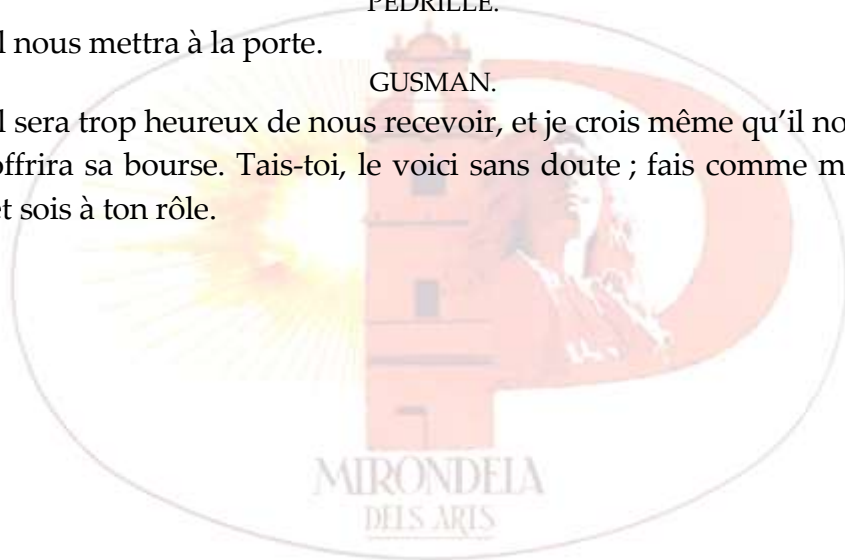 PEDRILLE.
l nous mettra à la porte.
GUSMAN.
l sera trop heureux de nous recevoir, et je crois même qu’il no
offrira sa bourse. Tais-toi, le voici sans doute ; fais comme m
et sois à ton rôle.
MIRONDELA
DELS ARTS